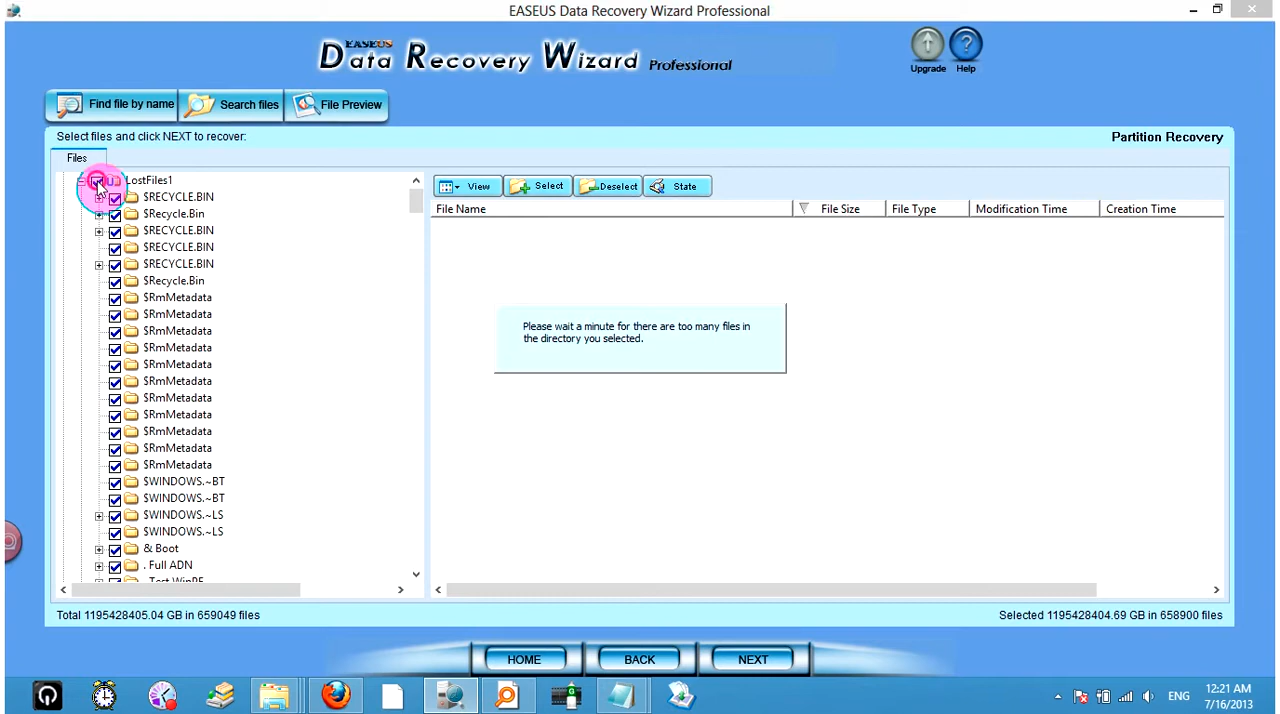 EASEUS Data Recovery Wizard Professional
EASEUS
Data Recovery Wizard Professional
Upgrade Help
Find file by name Search files File Preview
Select files and click NEXT to recover: Partition Recovery
Files
LostFiles1
$RECYCLE.BIN
$Recycle.Bin
$RECYCLE.BIN
$RECYCLE.BIN
$RECYCLE.BIN
$Recycle.Bin
$RmMetadata
$RmMetadata
$RmMetadata
$RmMetadata
$RmMetadata
$RmMetadata
$RmMetadata
$RmMetadata
$RmMetadata
$RmMetadata
$RmMetadata
$WINDOWS.~BT
$WINDOWS.~BT
$WINDOWS.~LS
$WINDOWS.~LS
& Boot
. Full ADN
. Test WinPE
View Select Deselect State
File Name File Size File Type Modification Time Creation Time
Please wait a minute for there are too many files in
the directory you selected.
Total 1195428405.04 GB in 659049 files Selected 1195428404.69 GB in 658900 files
HOME BACK NEXT
ENG 12:21 AM
7/16/2013